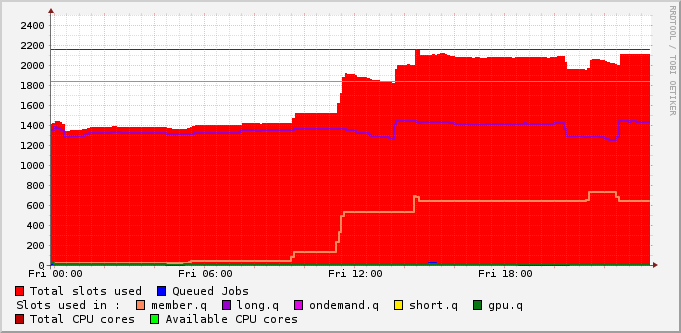 RRDTOOL / TOBI OETIKER
2400
2200
2000
1800
1600
1400
1200
1000
800
600
400
200
0
Fri 00:00 Fri 06:00 Fri 12:00 Fri 18:00
Total slots used Queued Jobs
Slots used in : member.q long.q ondemand.q short.q gpu.q
Total CPU cores Available CPU cores